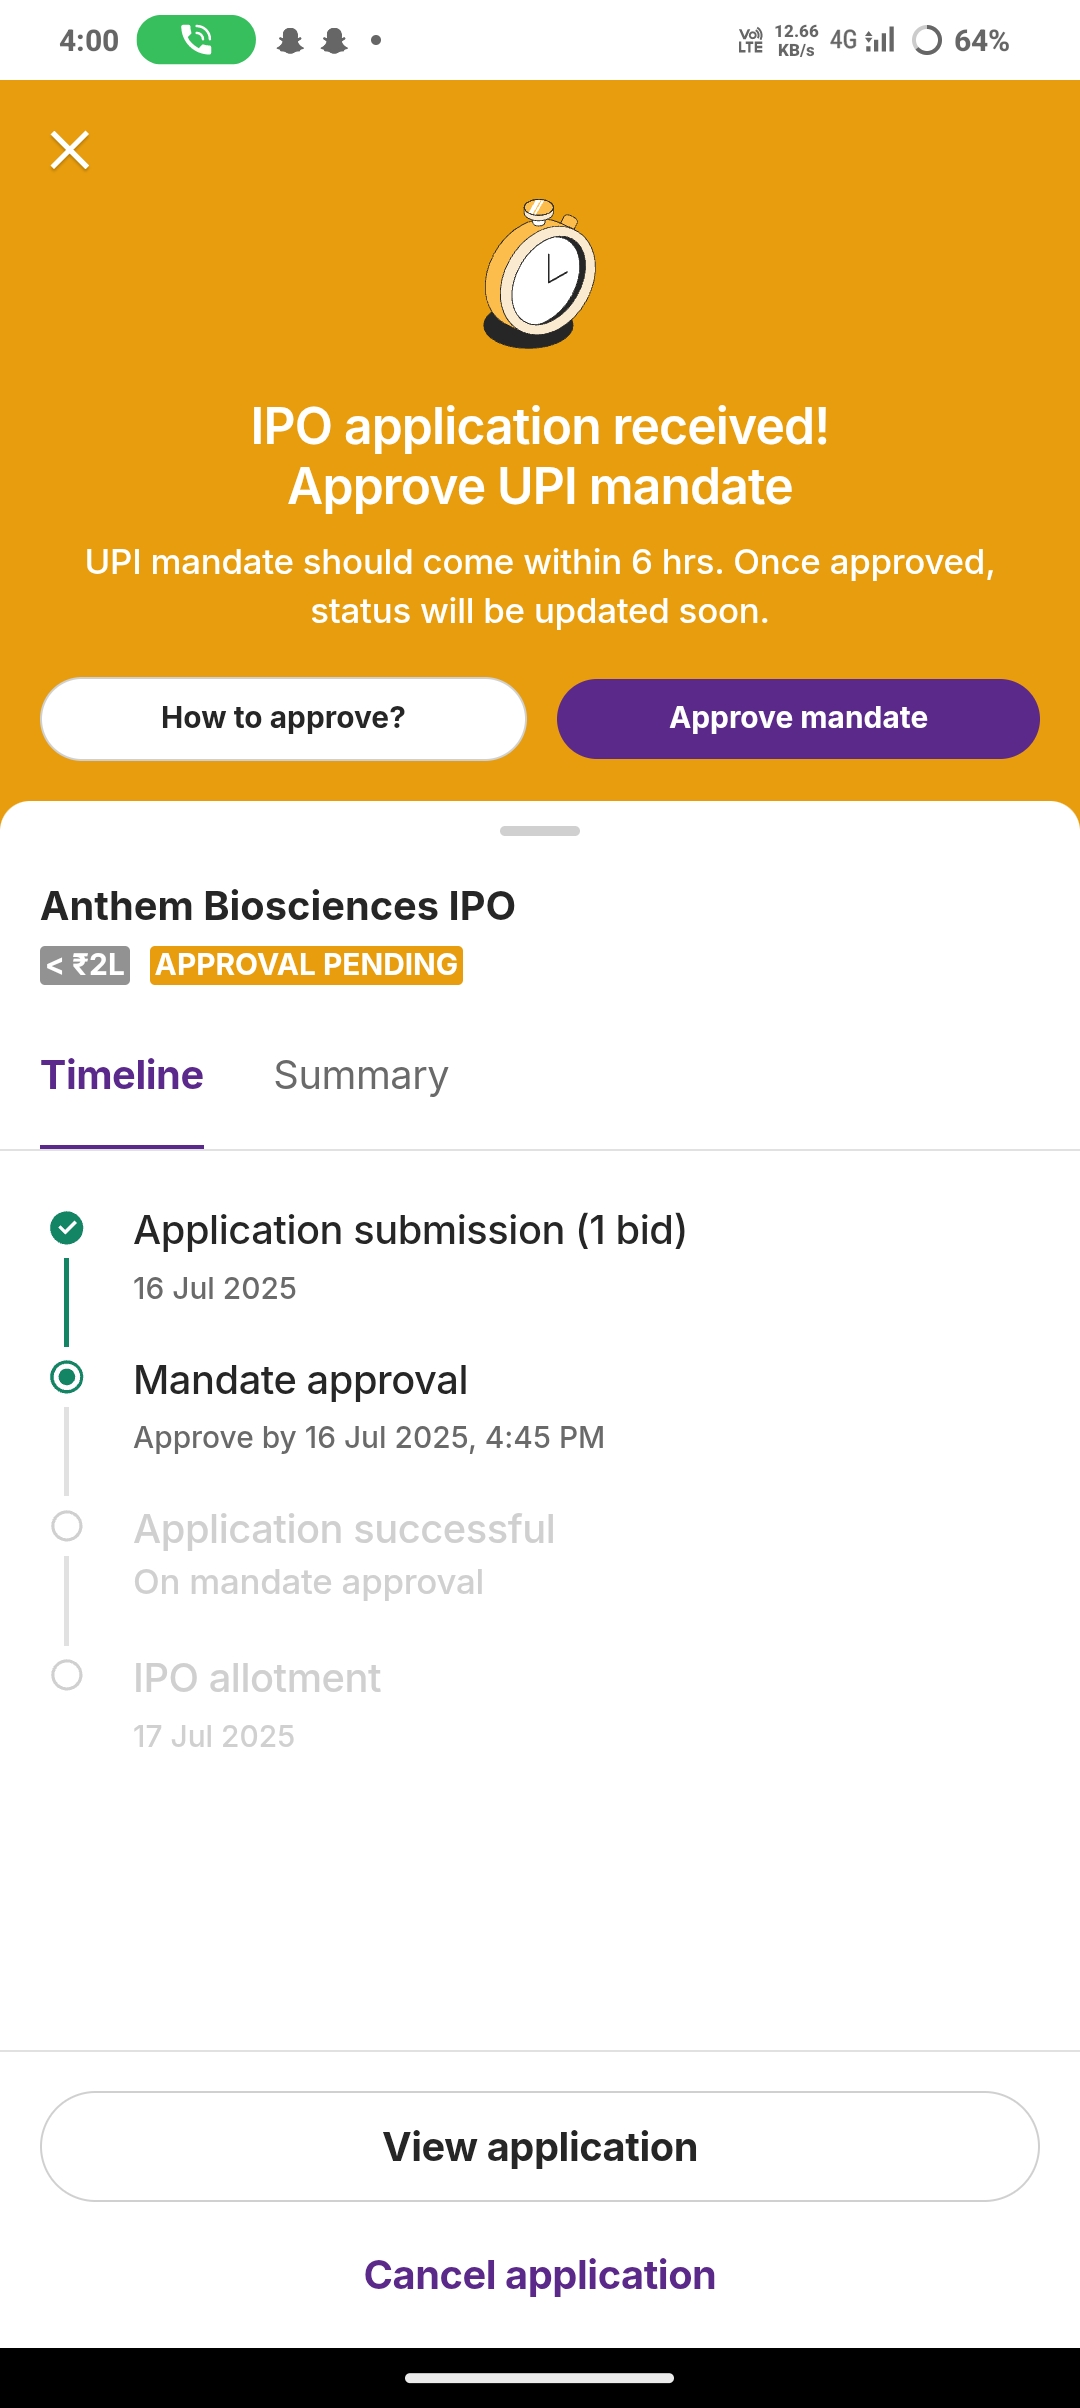 4:00
Vo))
LTE
12.66
KB/s
4G
64%
IPO application received!
Approve UPI mandate
UPI mandate should come within 6 hrs. Once approved,
status will be updated soon.
How to approve?
Approve mandate
Anthem Biosciences IPO
< ₹2L
APPROVAL PENDING
Timeline
Summary
Application submission (1 bid)
16 Jul 2025
Mandate approval
Approve by 16 Jul 2025, 4:45 PM
Application successful
On mandate approval
IPO allotment
17 Jul 2025
View application
Cancel application